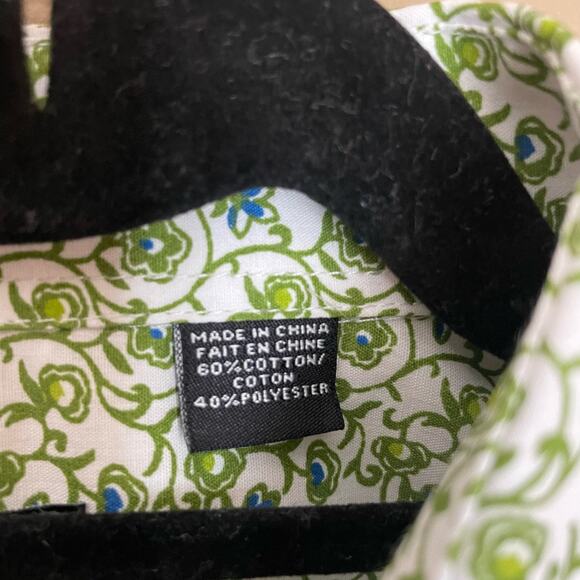 MADE IN CHINA
FAIT EN CHINE
60%COTTON/
COTON
40%POLYESTER